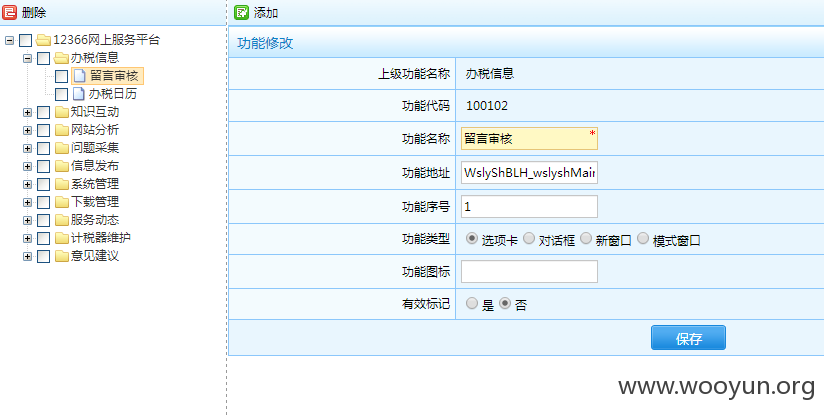 删除
12366网上服务平台
办税信息
留言审核
办税日历
知识互动
网站分析
问题采集
信息发布
系统管理
下载管理
服务动态
计税器维护
意见建议
添加
功能修改
上级功能名称 办税信息
功能代码 100102
功能名称 留言审核 *
功能地址 WslyShBLH_wslyshMair
功能序号 1
功能类型 选项卡 对话框 新窗口 模式窗口
功能图标
有效标记 是 否
保存
www.wooyun.org